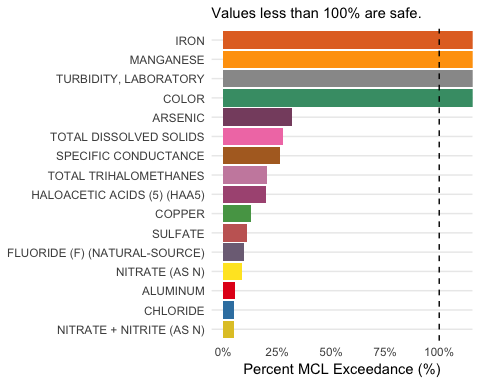 Values less than 100% are safe.
IRON
MANGANESE
TURBIDITY, LABORATORY
COLOR
ARSENIC
TOTAL DISSOLVED SOLIDS
SPECIFIC CONDUCTANCE
TOTAL TRIHALOMETHANES
HALOACETIC ACIDS (5) (HAA5)
COPPER
SULFATE
FLUORIDE (F) (NATURAL-SOURCE)
NITRATE (AS N)
ALUMINUM
CHLORIDE
NITRATE + NITRITE (AS N)
0% 25% 50% 75% 100%
Percent MCL Exceedance (%)